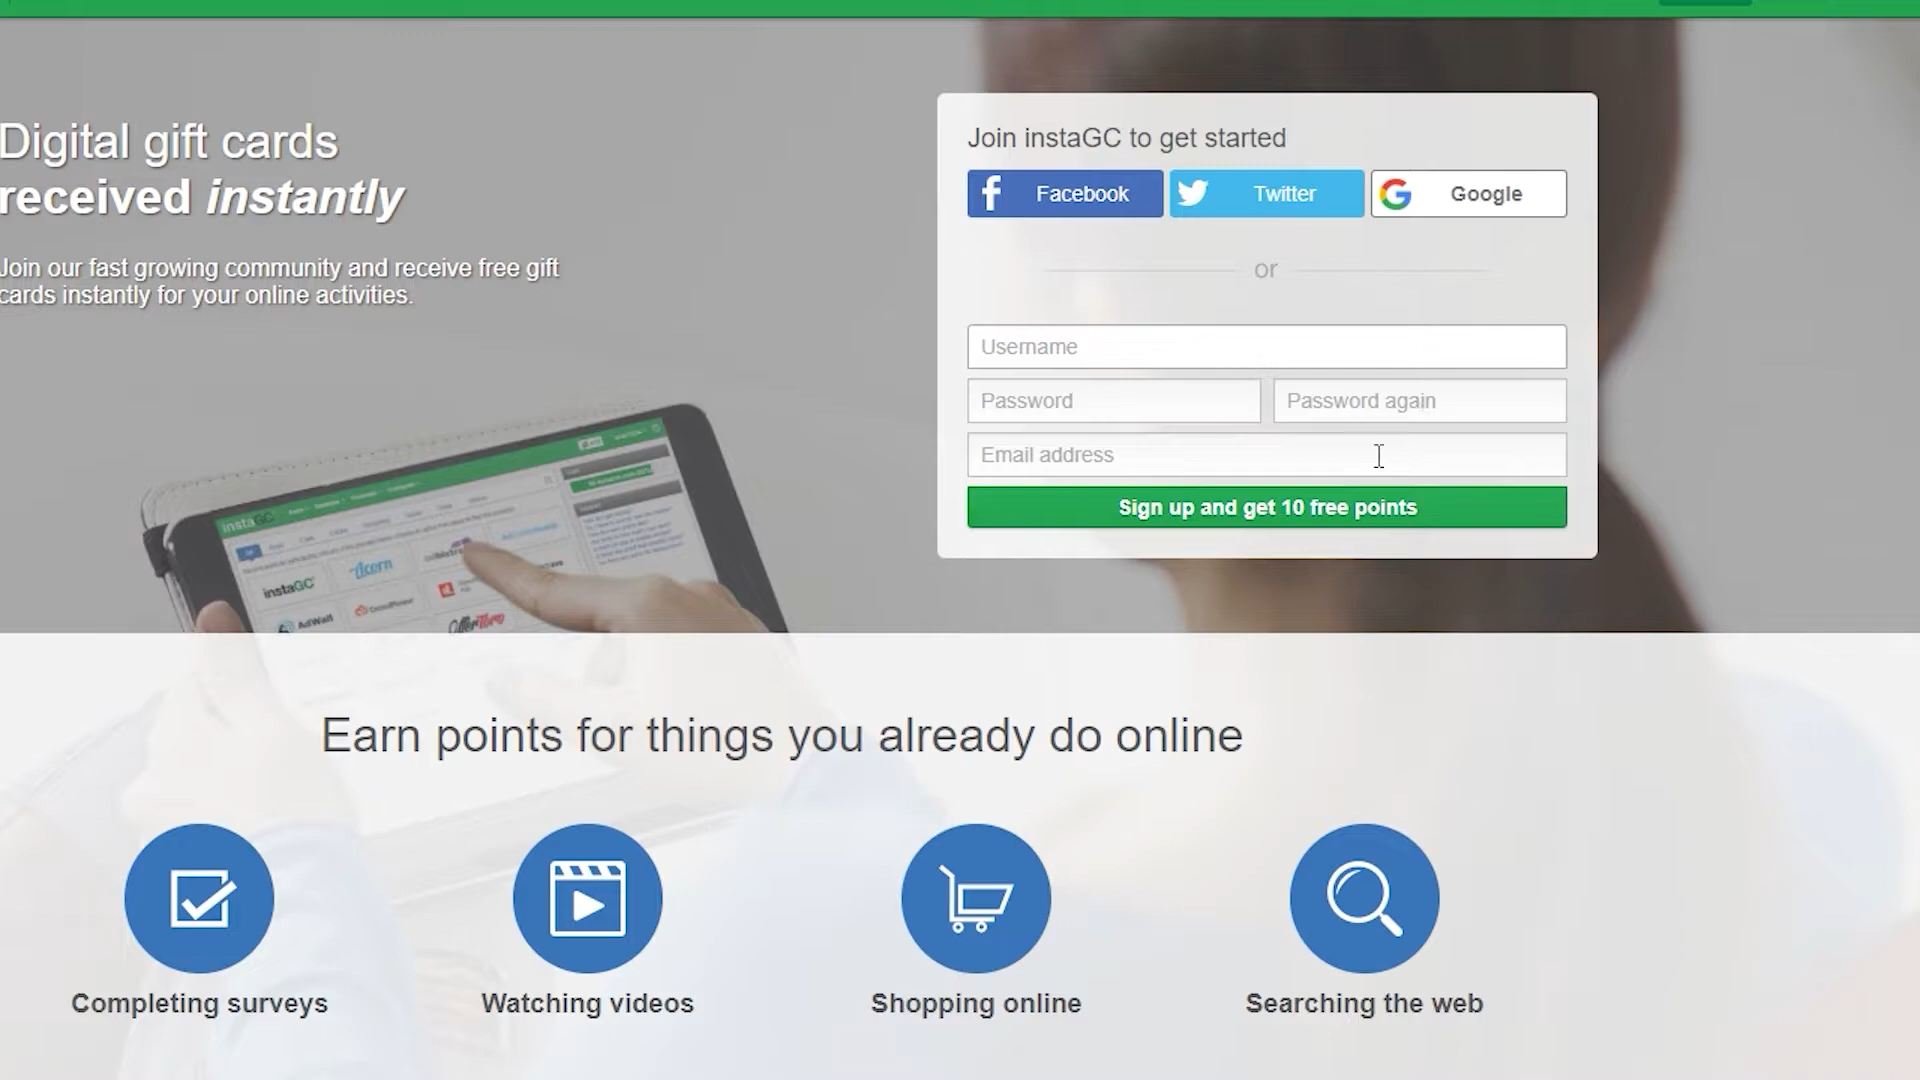 Digital gift cards
received instantly
Join our fast growing community and receive free gift
cards instantly for your online activities.
Join instaGC to get started
Facebook
Twitter
Google
or
Username
Password
Password again
Email address
Sign up and get 10 free points
instaGC
instaGC
AdWall
Earn points for things you already do online
Completing surveys
Watching videos
Shopping online
Searching the web